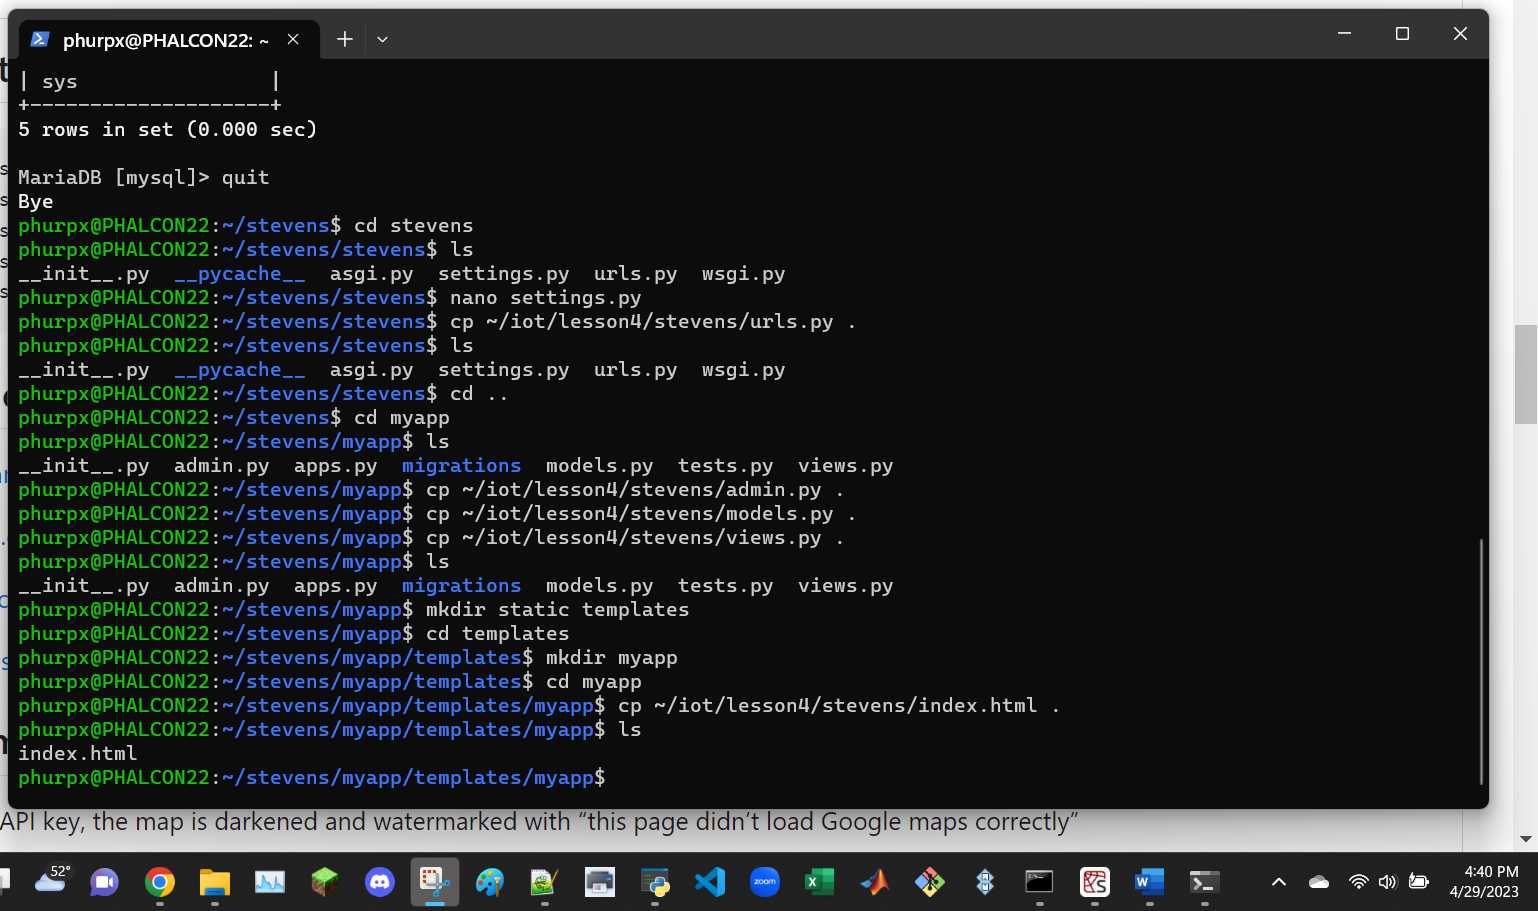 phurpx@PHALCON22: ~
| sys                |
+--------------------+
5 rows in set (0.000 sec)
MariaDB [mysql]> quit
Bye
phurpx@PHALCON22:~/stevens$ cd stevens
phurpx@PHALCON22:~/stevens/stevens$ ls
__init__.py  __pycache__  asgi.py  settings.py  urls.py  wsgi.py
phurpx@PHALCON22:~/stevens/stevens$ nano settings.py
phurpx@PHALCON22:~/stevens/stevens$ cp ~/iot/lesson4/stevens/urls.py .
phurpx@PHALCON22:~/stevens/stevens$ ls
__init__.py  __pycache__  asgi.py  settings.py  urls.py  wsgi.py
phurpx@PHALCON22:~/stevens/stevens$ cd ..
phurpx@PHALCON22:~/stevens$ cd myapp
phurpx@PHALCON22:~/stevens/myapp$ ls
__init__.py  admin.py  apps.py  migrations  models.py  tests.py  views.py
phurpx@PHALCON22:~/stevens/myapp$ cp ~/iot/lesson4/stevens/admin.py .
phurpx@PHALCON22:~/stevens/myapp$ cp ~/iot/lesson4/stevens/models.py .
phurpx@PHALCON22:~/stevens/myapp$ cp ~/iot/lesson4/stevens/views.py .
phurpx@PHALCON22:~/stevens/myapp$ ls
__init__.py  admin.py  apps.py  migrations  models.py  tests.py  views.py
phurpx@PHALCON22:~/stevens/myapp$ mkdir static templates
phurpx@PHALCON22:~/stevens/myapp$ cd templates
phurpx@PHALCON22:~/stevens/myapp/templates$ mkdir myapp
phurpx@PHALCON22:~/stevens/myapp/templates$ cd myapp
phurpx@PHALCON22:~/stevens/myapp/templates/myapp$ cp ~/iot/lesson4/stevens/index.html .
phurpx@PHALCON22:~/stevens/myapp/templates/myapp$ ls
index.html
phurpx@PHALCON22:~/stevens/myapp/templates/myapp$
API key, the map is darkened and watermarked with “this page didn’t load Google maps correctly”
52°
zoom
4:40 PM
4/29/2023